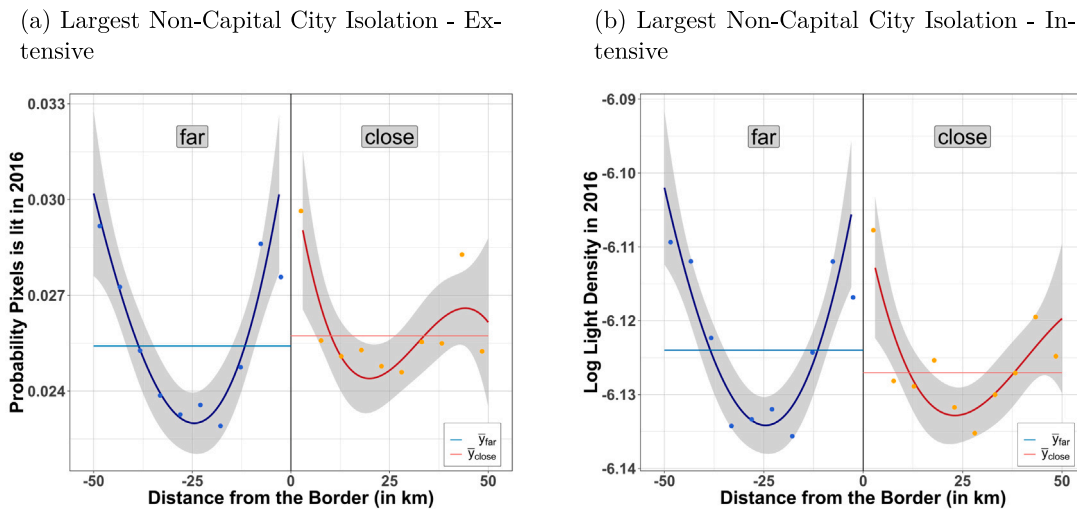 (a) Largest Non-Capital City Isolation - Ex-
tensive
0.033
0.030
0.027
0.024
Probability Pixels is lit in 2016
far
close
ȳfar
ȳclose
-50
-25
0
25
50
Distance from the Border (in km)
(b) Largest Non-Capital City Isolation - In-
tensive
-6.09
-6.10
-6.11
-6.12
-6.13
-6.14
Log Light Density in 2016
far
close
ȳfar
ȳclose
-50
-25
0
25
50
Distance from the Border (in km)